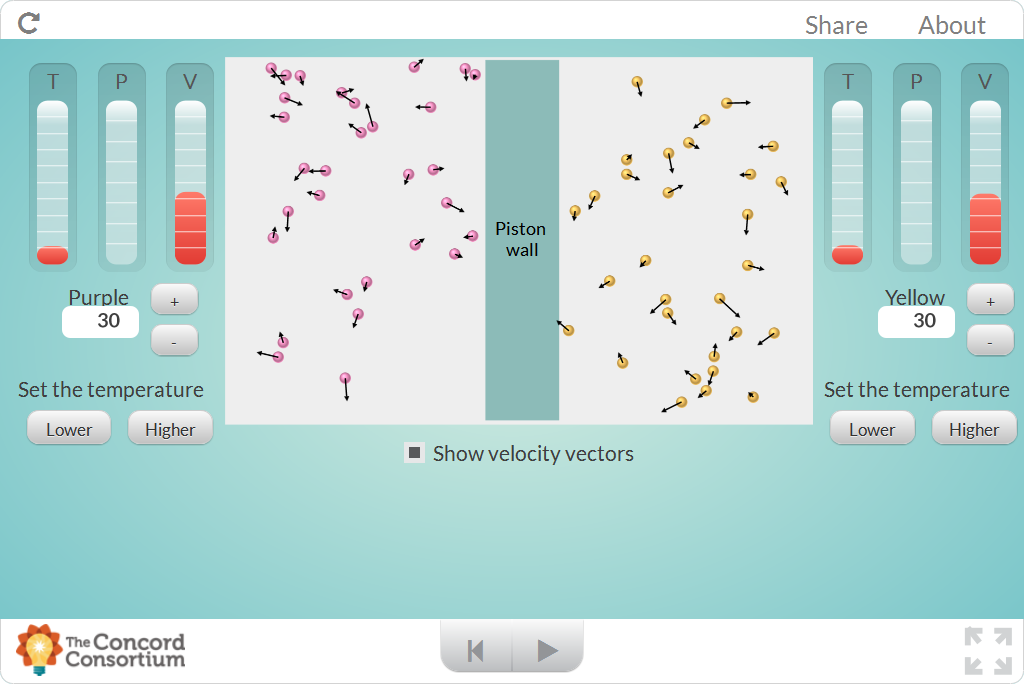 Share About
T P V
T P V
Piston
wall
Purple
30
+
-
Yellow
30
+
-
Set the temperature
Lower Higher
Set the temperature
Lower Higher
Show velocity vectors
The Concord
Consortium